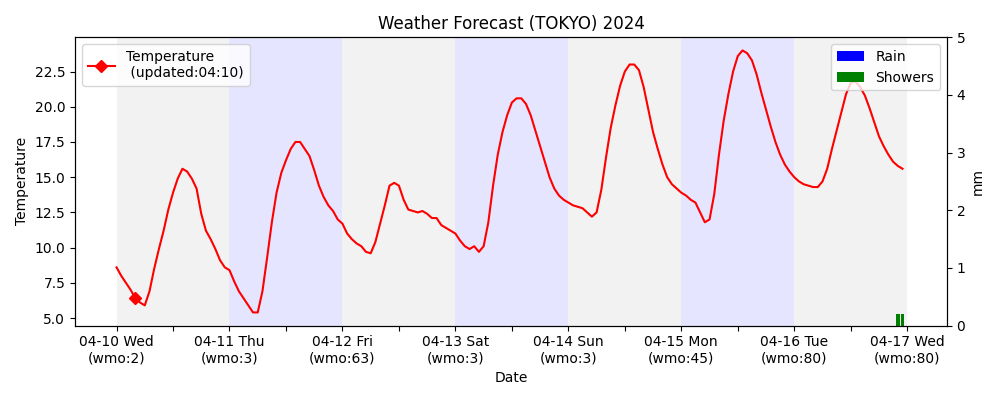 Weather Forecast (TOKYO) 2024
Temperature
(updated:04:10)
Rain
Showers
Temperature
22.5
20.0
17.5
15.0
12.5
10.0
7.5
5.0
5
4
3
2
1
0
mm
04-10 Wed
(wmo:2)
04-11 Thu
(wmo:3)
04-12 Fri
(wmo:63)
04-13 Sat
(wmo:3)
04-14 Sun
(wmo:3)
04-15 Mon
(wmo:45)
04-16 Tue
(wmo:80)
04-17 Wed
(wmo:80)
Date